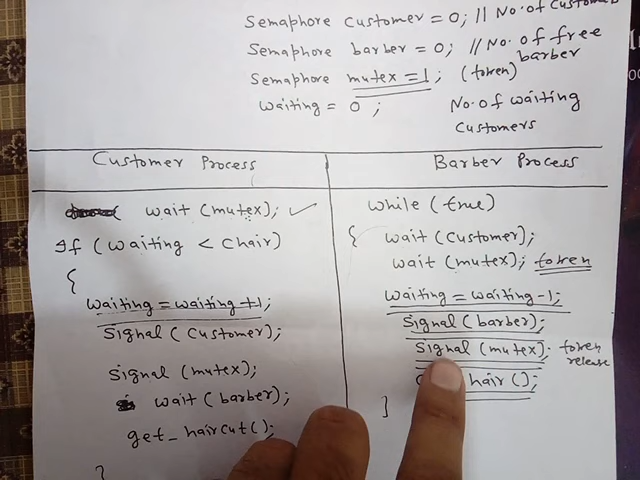 Semaphore customer = 0; // No. of Customers
Semaphore barber = 0; // No. of free barber
Semaphore mutex = 1; (token)
Waiting = 0; No. of waiting customers
Customer Process
wait (mutex); ✓
If (waiting < Chair)
{
Waiting = waiting +1;
Signal (customer);
Signal (mutex);
wait (barber);
get_haircut();
}
Barber Process
While (true)
{ wait (customer);
wait (mutex); token
Waiting = waiting -1;
Signal (barber);
Signal (mutex); token release
hair ();
}